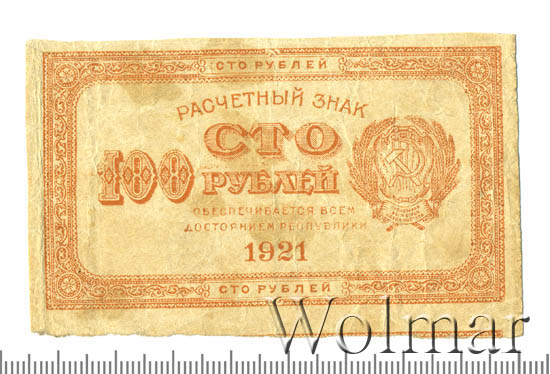 СТО РУБЛЕЙ
РАСЧЕТНЫЙ ЗНАК
СТО
100 РУБЛЕЙ
ОБЕСПЕЧИВАЕТСЯ ВСЕМ
ДОСТОЯНИЕМ РЕСПУБЛИКИ
1921
СТО РУБЛЕЙ
Wolmar